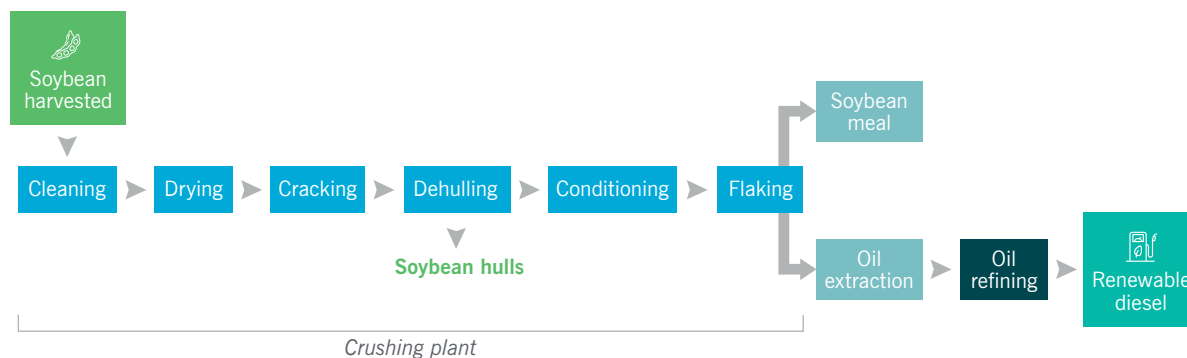 Soybean
harvested
Soybean
meal
Cleaning
Drying
Cracking
Dehulling
Conditioning
Flaking
Soybean hulls
Oil
extraction
Oil
refining
Renewable
diesel
Crushing plant